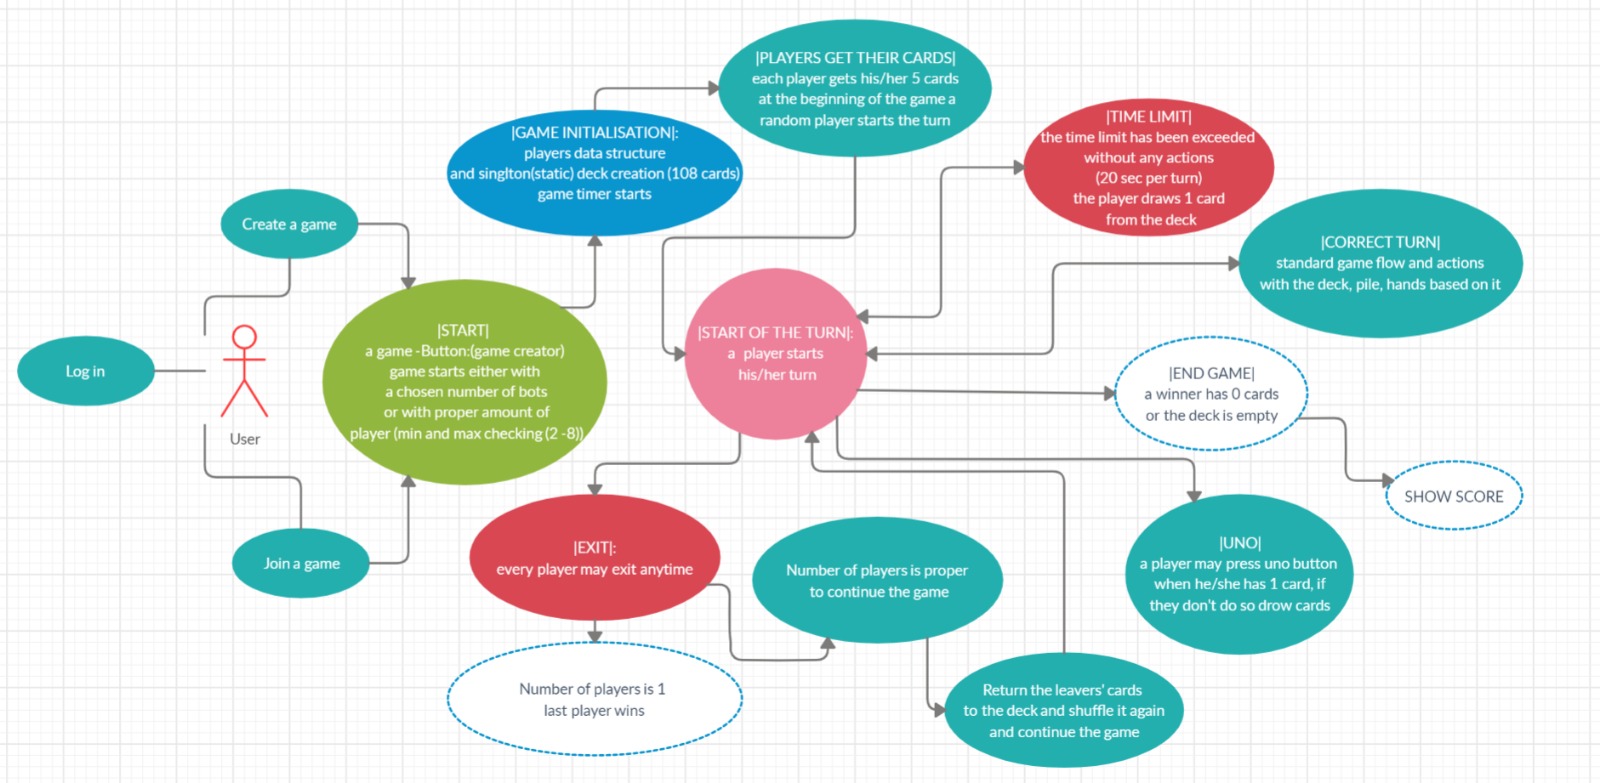 |PLAYERS GET THEIR CARDS|
each player gets his/her 5 cards
at the beginning of the game a
random player starts the turn
|GAME INITIALISATION|:
players data structure
and singlton(static) deck creation (108 cards)
game timer starts
|TIME LIMIT|
the time limit has been exceeded
without any actions
(20 sec per turn)
the player draws 1 card
from the deck
Create a game
|CORRECT TURN|
standard game flow and actions
with the deck, pile, hands based on it
Log in
User
|START|
a game -Button:(game creator)
game starts either with
a chosen number of bots
or with proper amount of
player (min and max checking (2 -8))
|START OF THE TURN|:
a player starts
his/her turn
|END GAME|
a winner has 0 cards
or the deck is empty
SHOW SCORE
Join a game
|EXIT|:
every player may exit anytime
Number of players is proper
to continue the game
|UNO|
a player may press uno button
when he/she has 1 card, if
they don't do so drow cards
Number of players is 1
last player wins
Return the leavers' cards
to the deck and shuffle it again
and continue the game